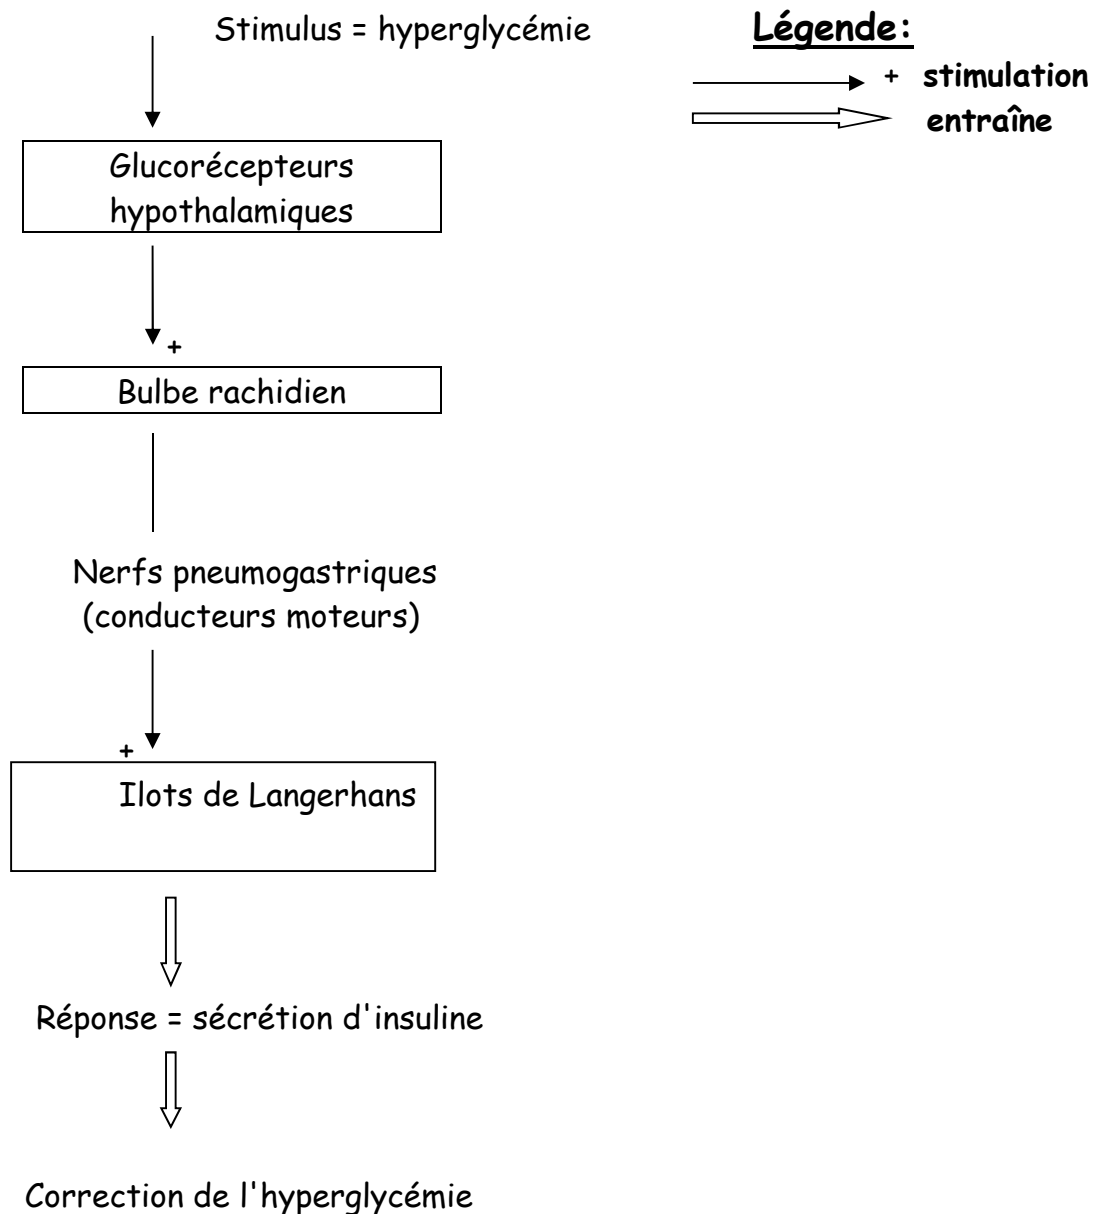 Stimulus = hyperglycémie
Légende:
+ stimulation
entraîne
Glucorécepteurs
hypothalamiques
+
Bulbe rachidien
Nerfs pneumogastriques
(conducteurs moteurs)
+
Ilots de Langerhans
Réponse = sécrétion d'insuline
Correction de l'hyperglycémie